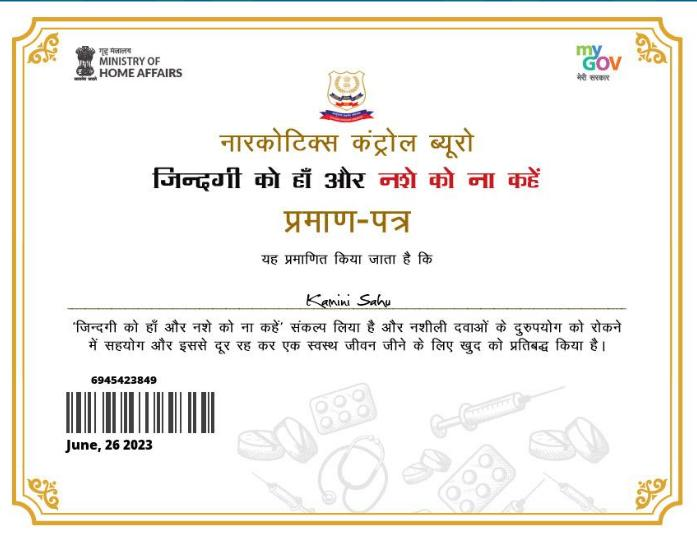 गृह मंत्रालय
MINISTRY OF
HOME AFFAIRS
my
GOV
मेरी सरकार
नारकोटिक्स कंट्रोल ब्यूरो
जिन्दगी को हाँ और नशे को ना कहें
प्रमाण-पत्र
यह प्रमाणित किया जाता है कि
Kamini Sahu
'जिन्दगी को हाँ और नशे को ना कहें' संकल्प लिया है और नशीली दवाओं के दुरुपयोग को रोकने
में सहयोग और इससे दूर रह कर एक स्वस्थ जीवन जीने के लिए खुद को प्रतिबद्ध किया है।
6945423849
June, 26 2023